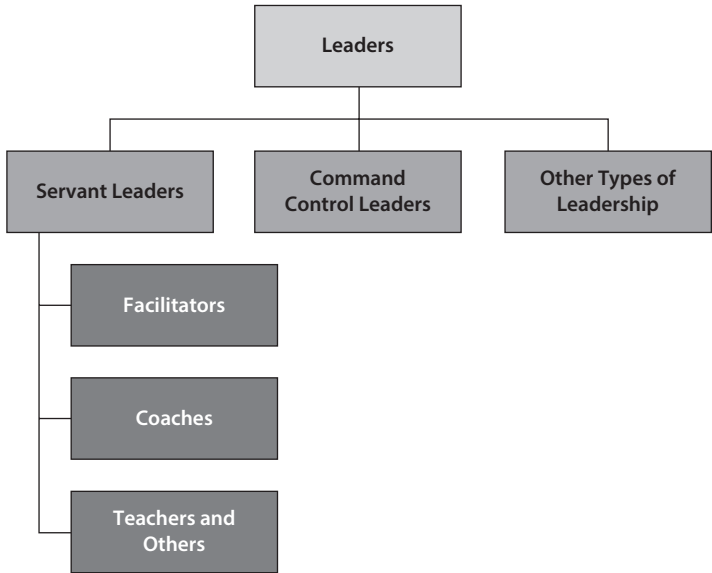 Leaders
Servant Leaders
Command
Control Leaders
Other Types of
Leadership
Facilitators
Coaches
Teachers and
Others